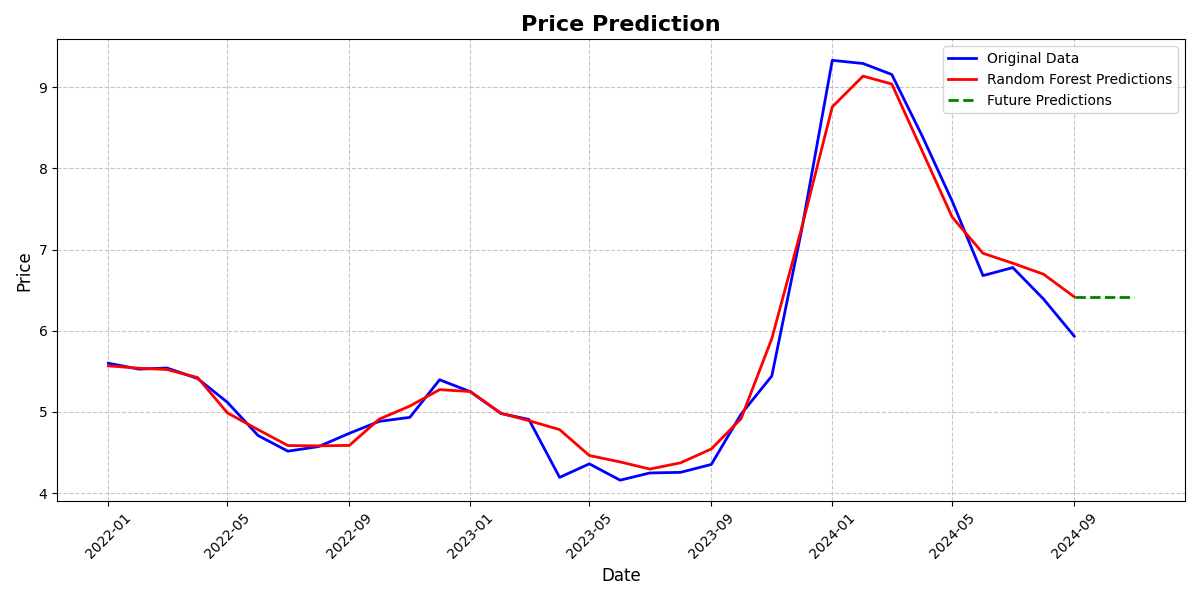 Price Prediction
Original Data
Random Forest Predictions
Future Predictions
Price
9
8
7
6
5
4
2022-01
2022-05
2022-09
2023-01
2023-05
2023-09
2024-01
2024-05
2024-09
Date